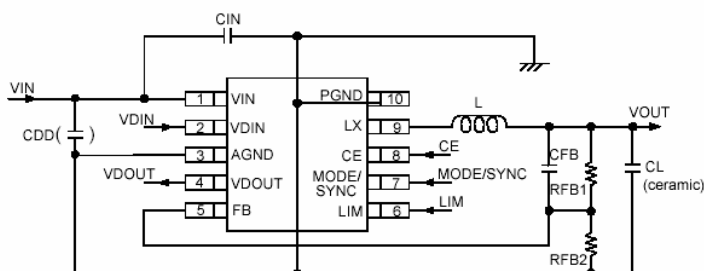 CIN
VIN
CDD( )
VDIN
VDOUT
1 VIN
2 VDIN
3 AGND
4 VDOUT
5 FB
PGND 10
LX 9
CE 8
MODE/
SYNC 7
LIM 6
L
CE
MODE/SYNC
LIM
VOUT
CFB
RFB1
RFB2
CL
(ceramic)